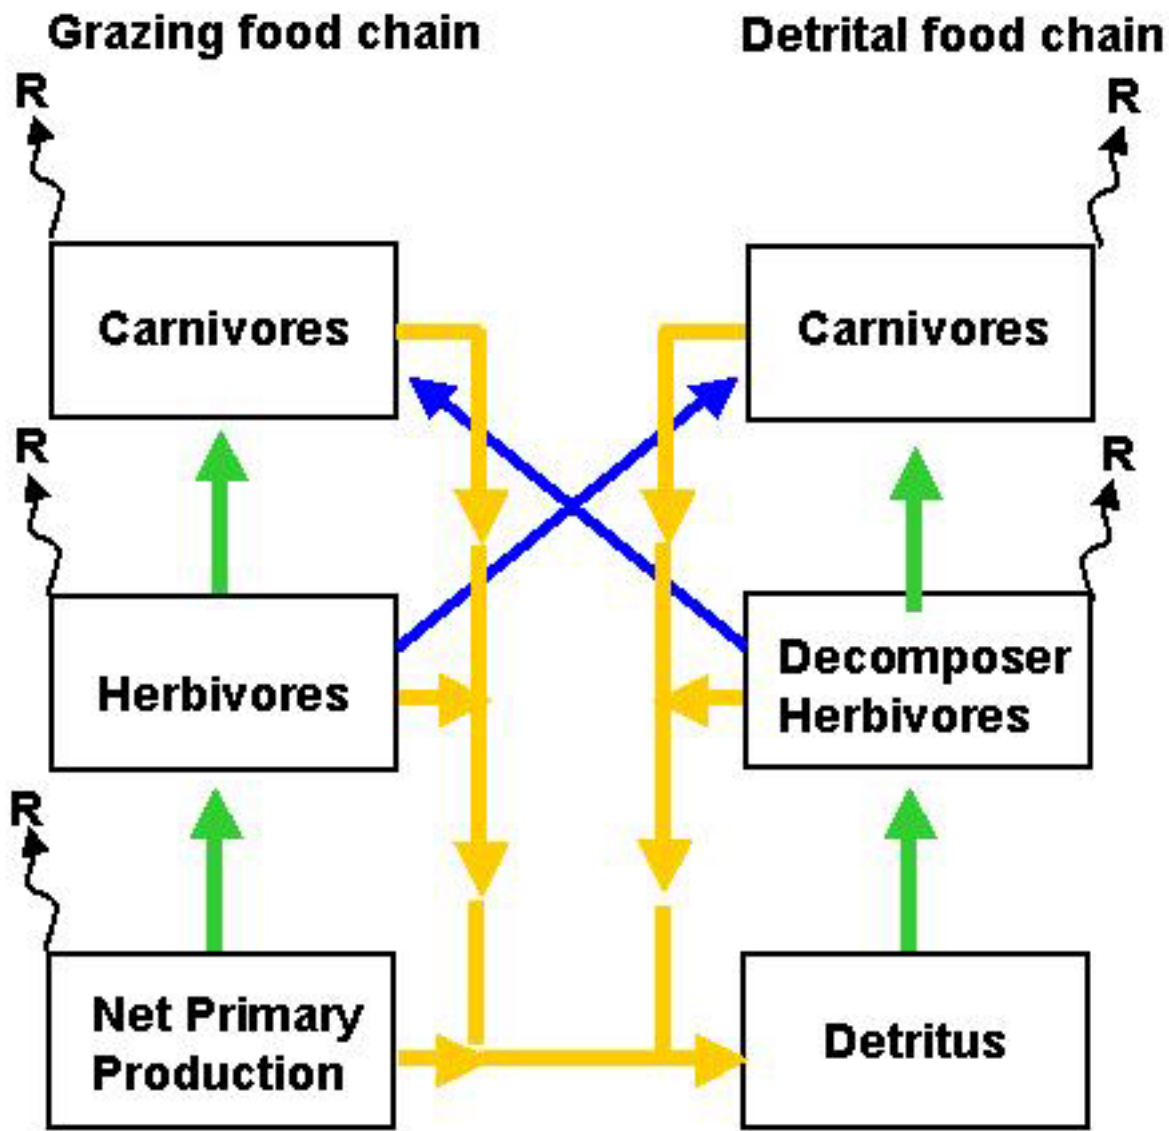 Grazing food chain
Detrital food chain
R
R
Carnivores
Carnivores
R
R
Herbivores
Decomposer
Herbivores
R
Net Primary
Production
Detritus